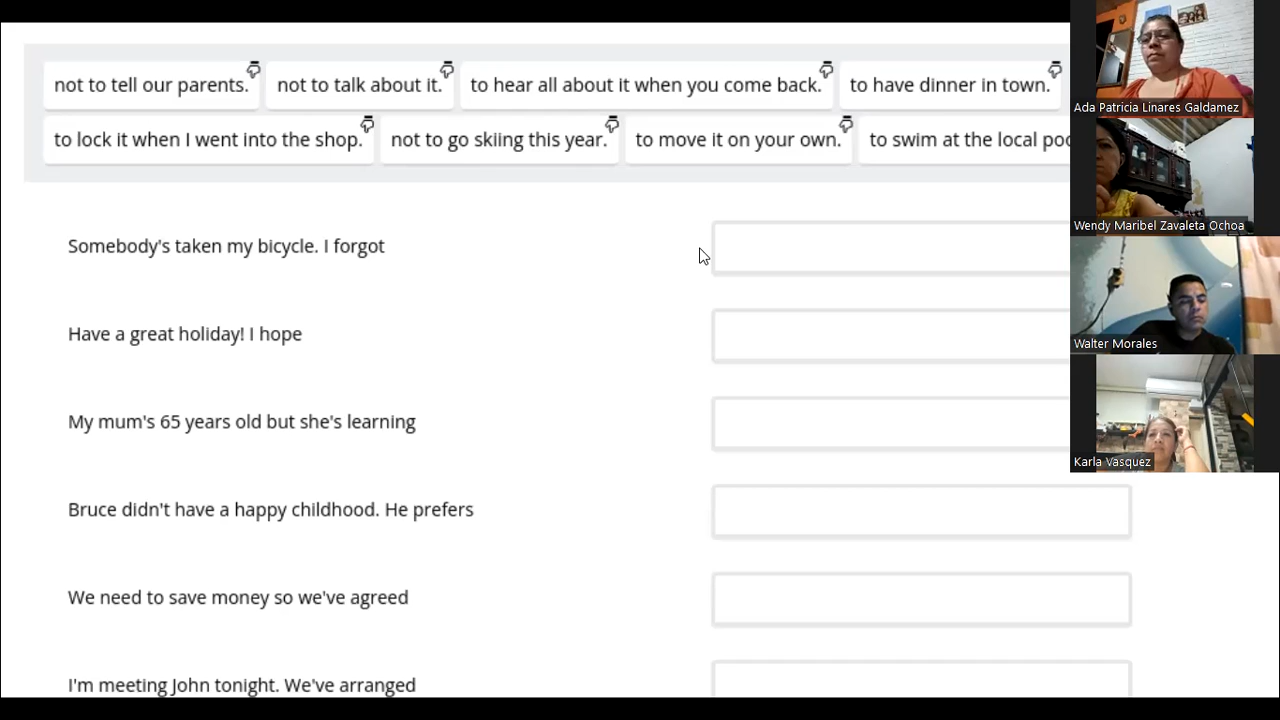 not to tell our parents. not to talk about it. to hear all about it when you come back. to have dinner in town.
to lock it when I went into the shop. not to go skiing this year. to move it on your own. to swim at the local
Somebody's taken my bicycle. I forgot
Have a great holiday! I hope
My mum's 65 years old but she's learning
Bruce didn't have a happy childhood. He prefers
We need to save money so we've agreed
I'm meeting John tonight. We've arranged
Ada Patricia Linares Galdamez
Wendy Maribel Zavaleta Ochoa
Walter Morales
Karla Vasquez